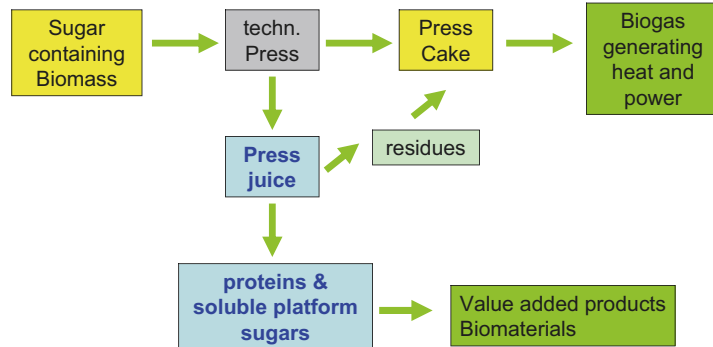 Sugar
containing
Biomass
techn.
Press
Press
Cake
Biogas
generating
heat and
power
Press
juice
residues
proteins &
soluble platform
sugars
Value added products
Biomaterials